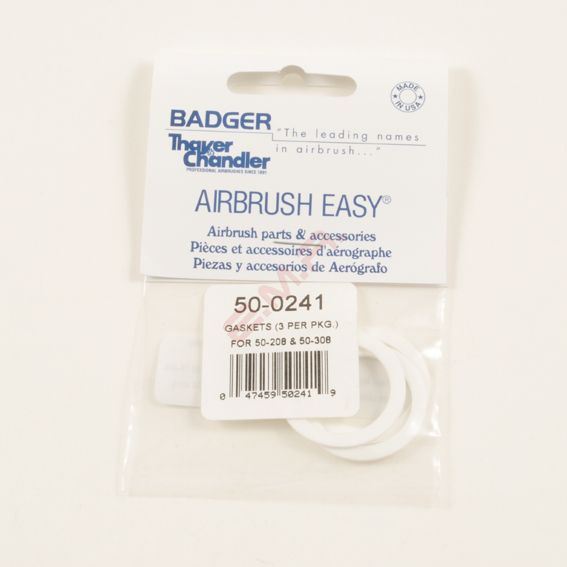 MADE IN USA
BADGER
Thayer & Chandler
PROFESSIONAL AIRBRUSHES SINCE 1891
"The leading names
in airbrush..."
AIRBRUSH EASY®
Airbrush parts & accessories
Pièces et accessoires d'aérographe
Piezas y accesorios de Aerógrafo
E.M.A.
50-0241
GASKETS (3 PER PKG.)
FOR 50-208 & 50-308
0 47459 50241 9